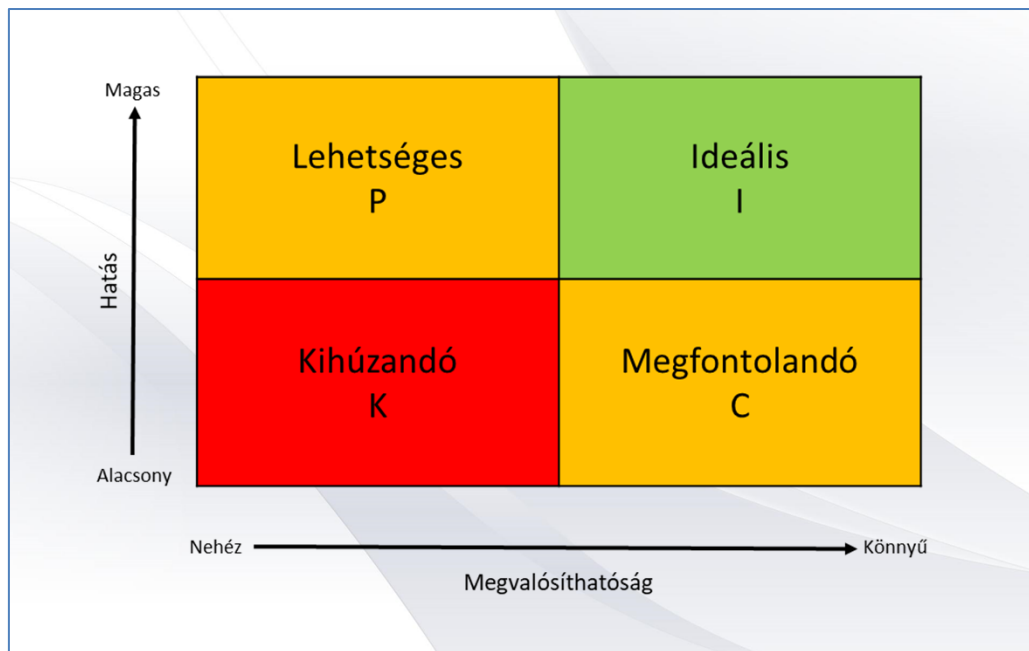 Magas
Lehetséges
P
Ideális
I
Hatás
Kihúzandó
K
Megfontolandó
C
Alacsony
Nehéz
Könnyű
Megvalósíthatóság